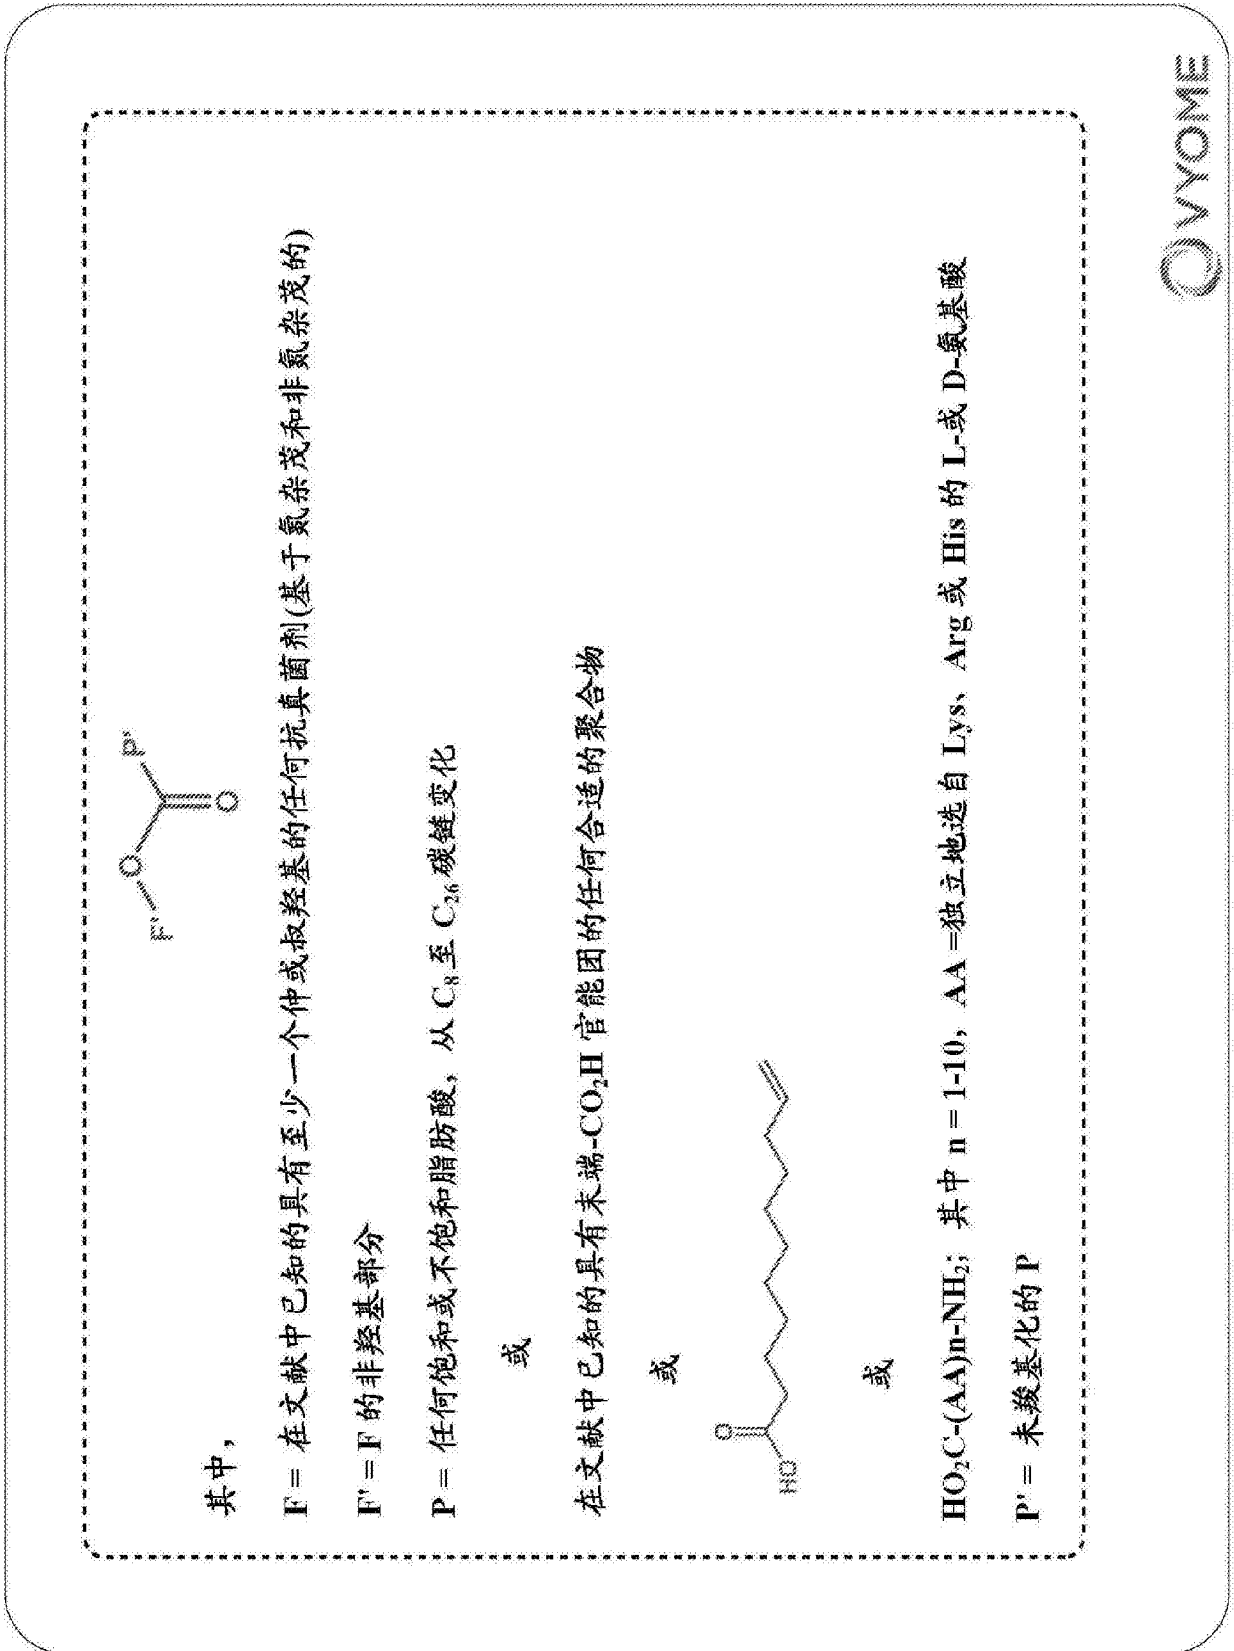 F' O P'
O
其中，
F = 在文献中已知的具有至少一个仲或叔羟基的任何抗真菌剂(基于氮杂茂和非氮杂茂的)
F' = F 的非羟基部分
P = 任何饱和或不饱和脂肪酸，从 C₈ 至 C₂₆ 碳链变化
或
在文献中已知的具有末端-CO₂H 官能团的任何合适的聚合物
或
O
HO
或
HO₂C-(AA)n-NH₂; 其中 n = 1-10, AA =独立地选自 Lys、Arg 或 His 的 L-或 D-氨基酸
P' = 未羧基化的 P
VYOME